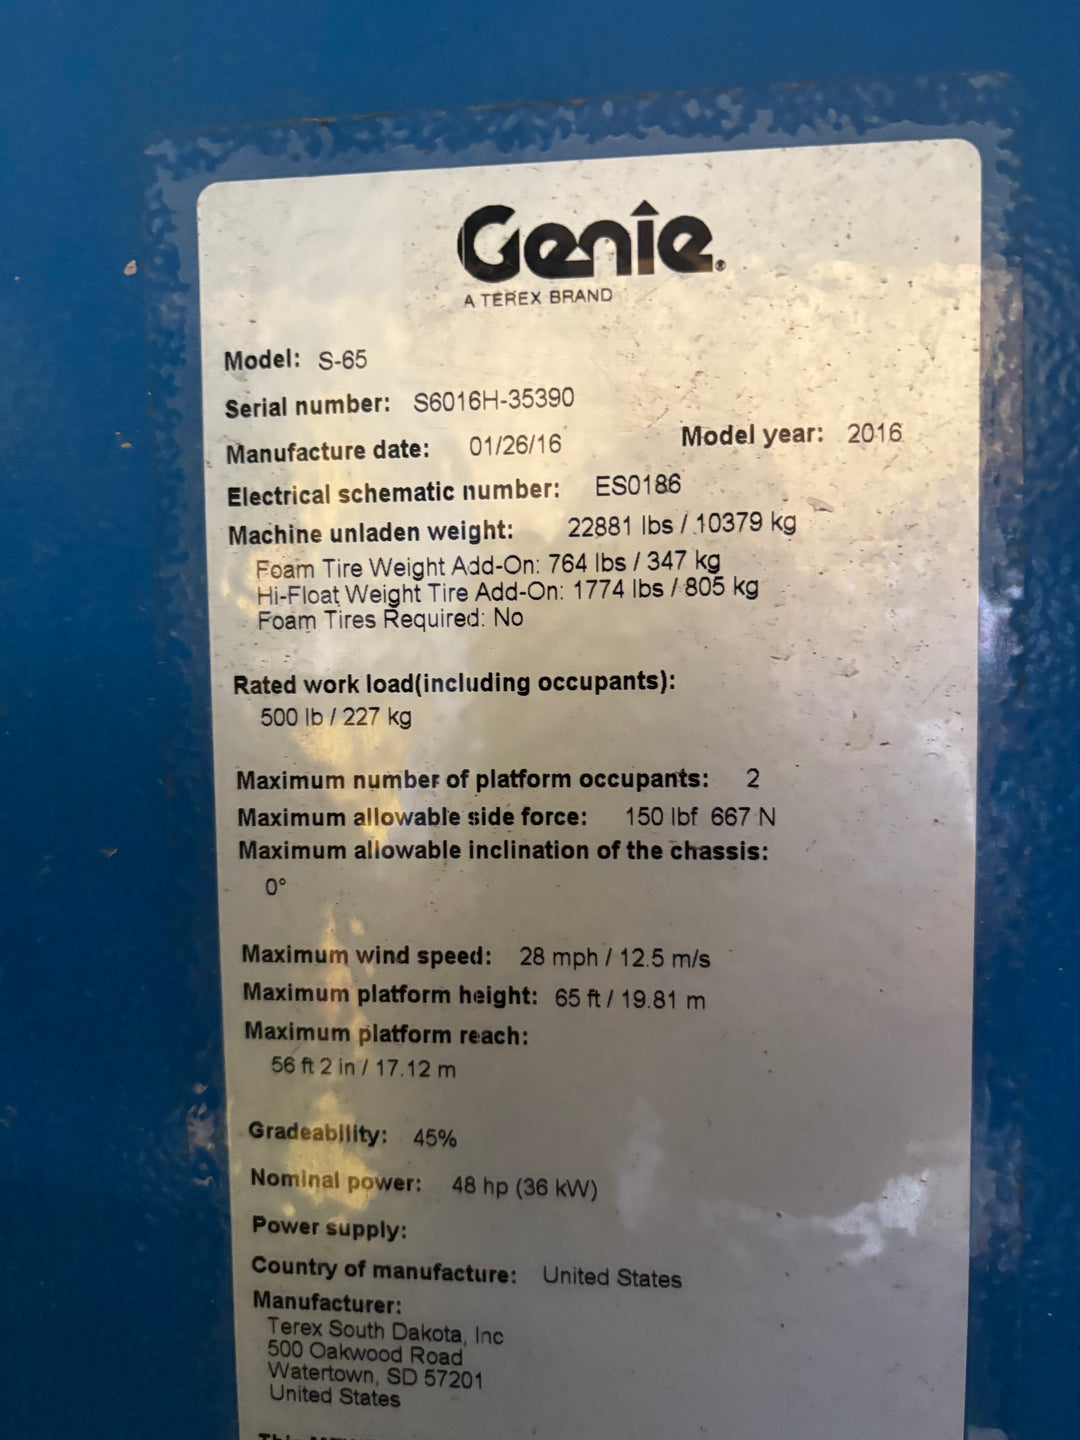 Genie®
A TEREX BRAND
Model: S-65
Serial number: S6016H-35390
Manufacture date: 01/26/16 Model year: 2016
Electrical schematic number: ES0186
Machine unladen weight: 22881 lbs / 10379 kg
Foam Tire Weight Add-On: 764 lbs / 347 kg
Hi-Float Weight Tire Add-On: 1774 lbs / 805 kg
Foam Tires Required: No
Rated work load(including occupants):
500 lb / 227 kg
Maximum number of platform occupants: 2
Maximum allowable side force: 150 lbf 667 N
Maximum allowable inclination of the chassis:
0°
Maximum wind speed: 28 mph / 12.5 m/s
Maximum platform height: 65 ft / 19.81 m
Maximum platform reach:
56 ft 2 in / 17.12 m
Gradeability: 45%
Nominal power: 48 hp (36 kW)
Power supply:
Country of manufacture: United States
Manufacturer:
Terex South Dakota, Inc
500 Oakwood Road
Watertown, SD 57201
United States